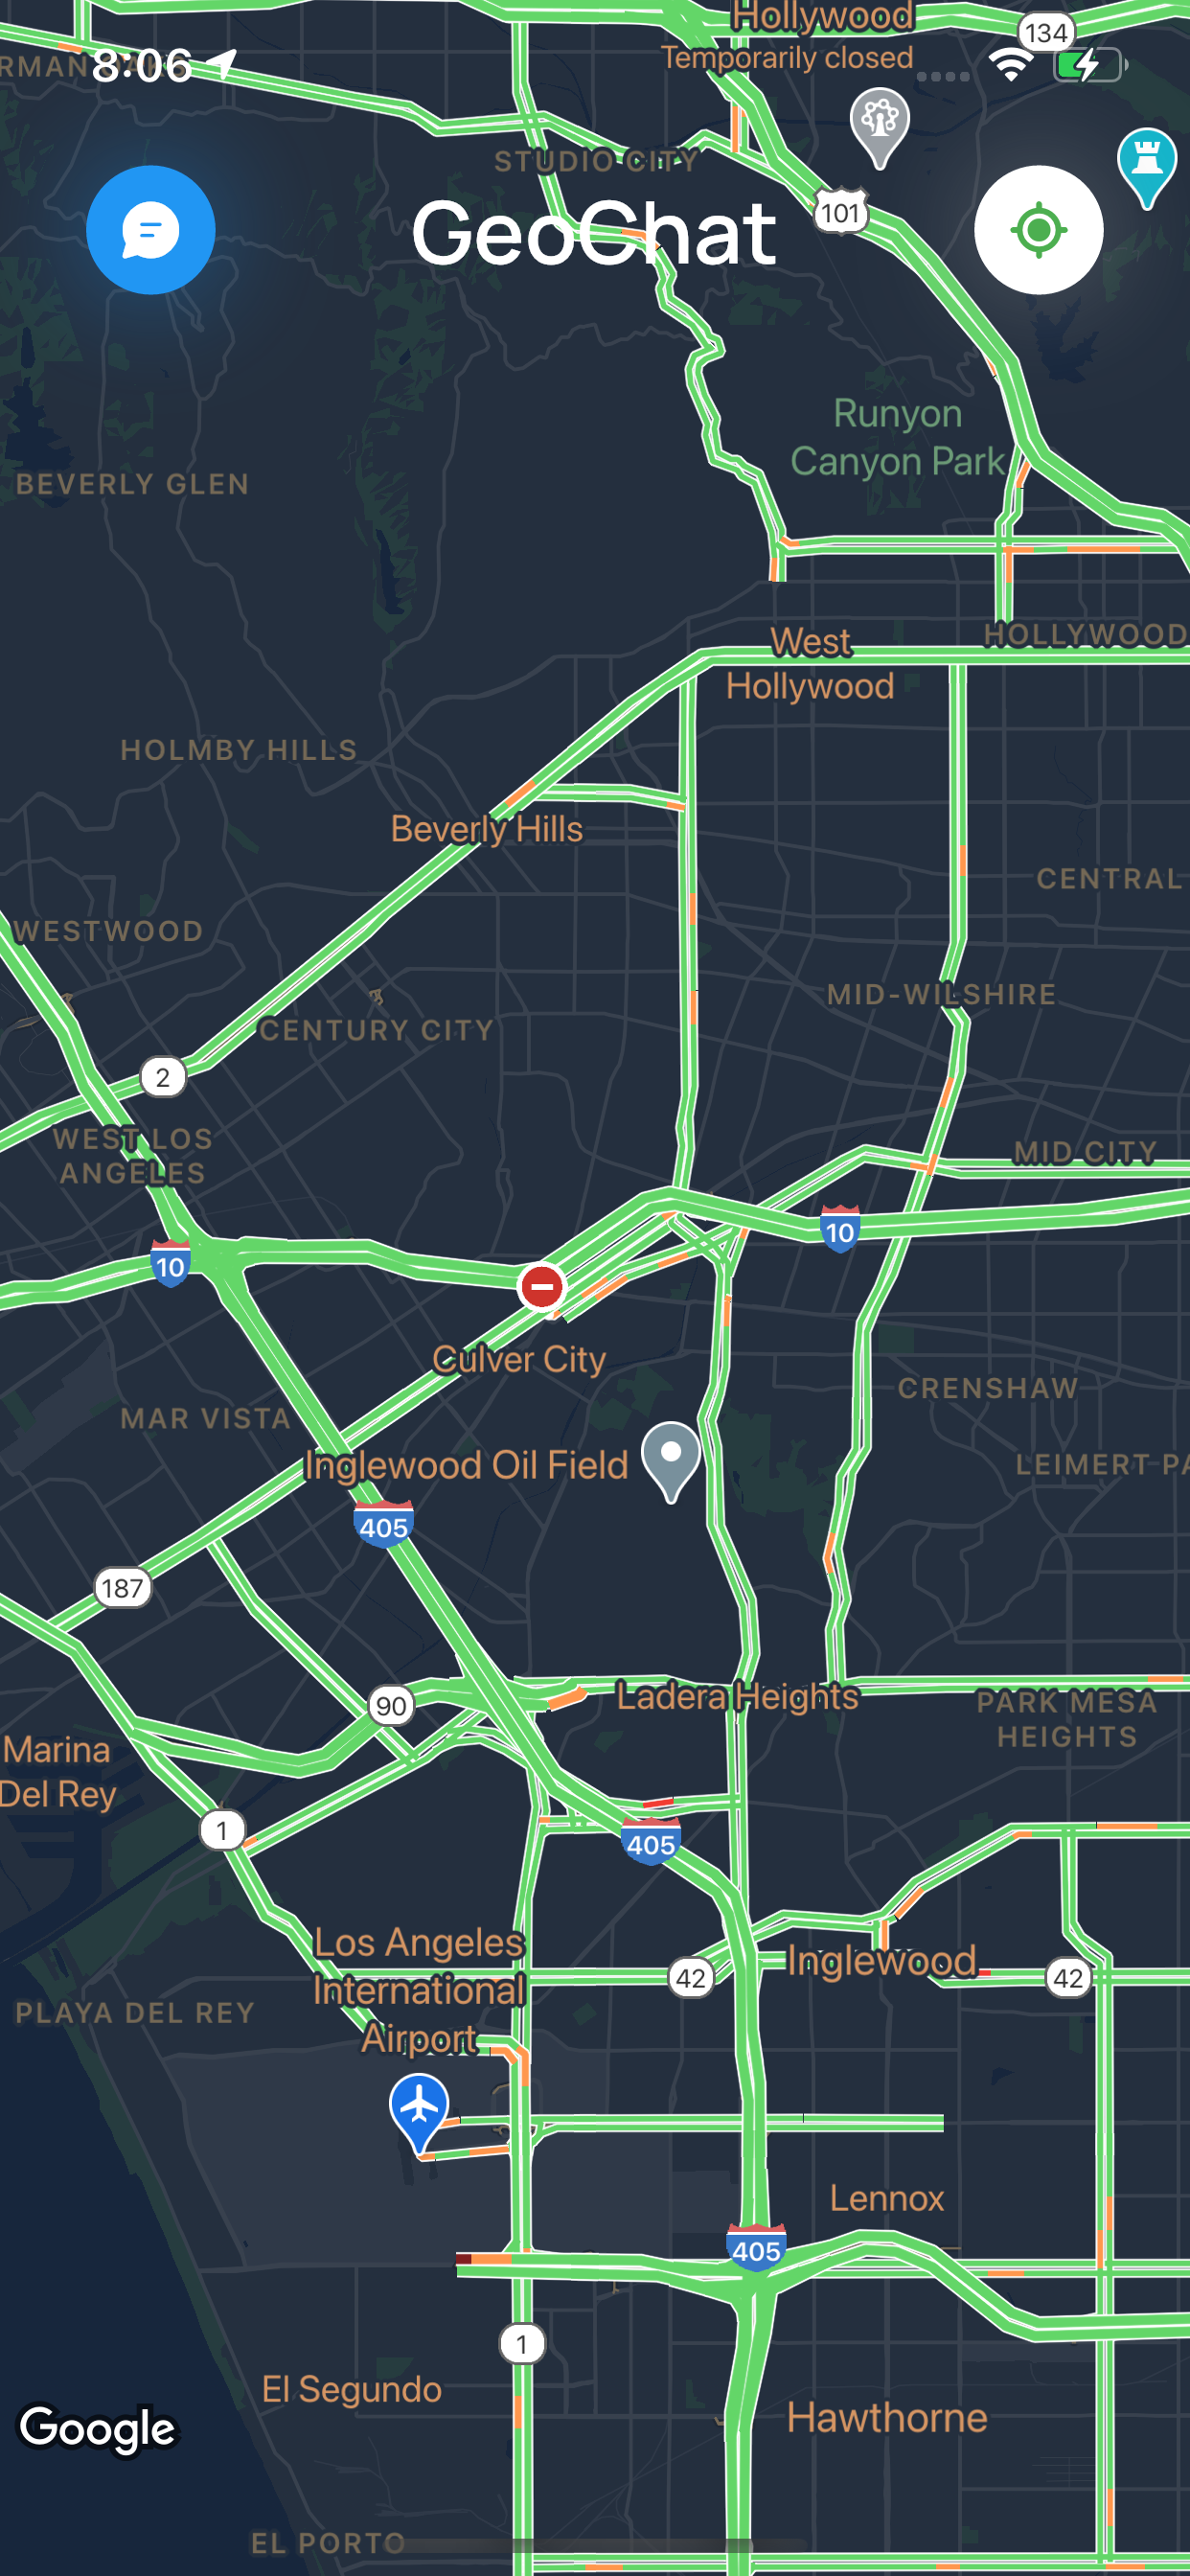 Hollywood
Temporarily closed
134
RMAN OAKS
8:06
STUDIO CITY
101
GeoChat
Runyon
Canyon Park
BEVERLY GLEN
West
Hollywood
HOLLYWOOD
HOLMBY HILLS
Beverly Hills
CENTRAL
WESTWOOD
MID-WILSHIRE
CENTURY CITY
2
WEST LOS
ANGELES
MID CITY
10
10
Culver City
CRENSHAW
MAR VISTA
Inglewood Oil Field
LEIMERT PA
405
187
90
Ladera Heights
PARK MESA
HEIGHTS
Marina
Del Rey
1
405
Los Angeles
International
Airport
Inglewood
42
42
PLAYA DEL REY
Lennox
405
1
El Segundo
Hawthorne
Google
EL PORTO